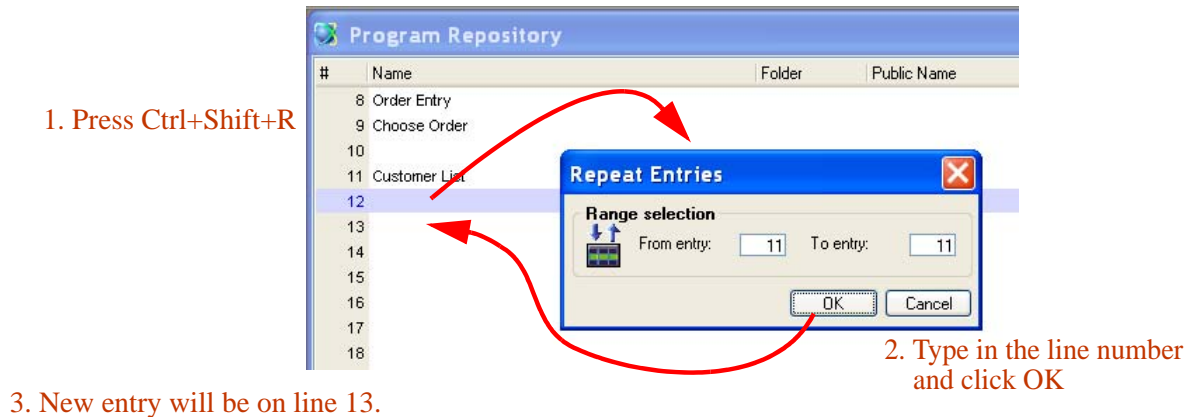 Program Repository
# Name Folder Public Name
8 Order Entry
1. Press Ctrl+Shift+R
9 Choose Order
10
11 Customer List
12
13
14
15
16
17
18
Repeat Entries
Range selection
From entry: 11 To entry: 11
OK Cancel
2. Type in the line number
and click OK
3. New entry will be on line 13.